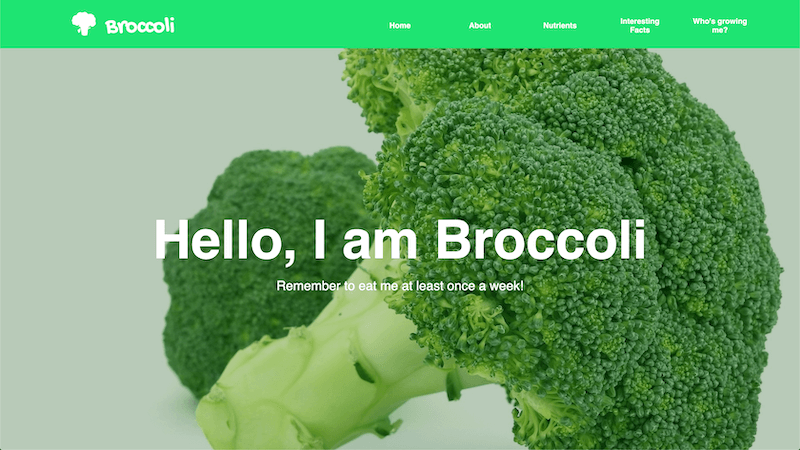 Broccoli
Home
About
Nutrients
Interesting
Facts
Who's growing
me?
Hello, I am Broccoli
Remember to eat me at least once a week!